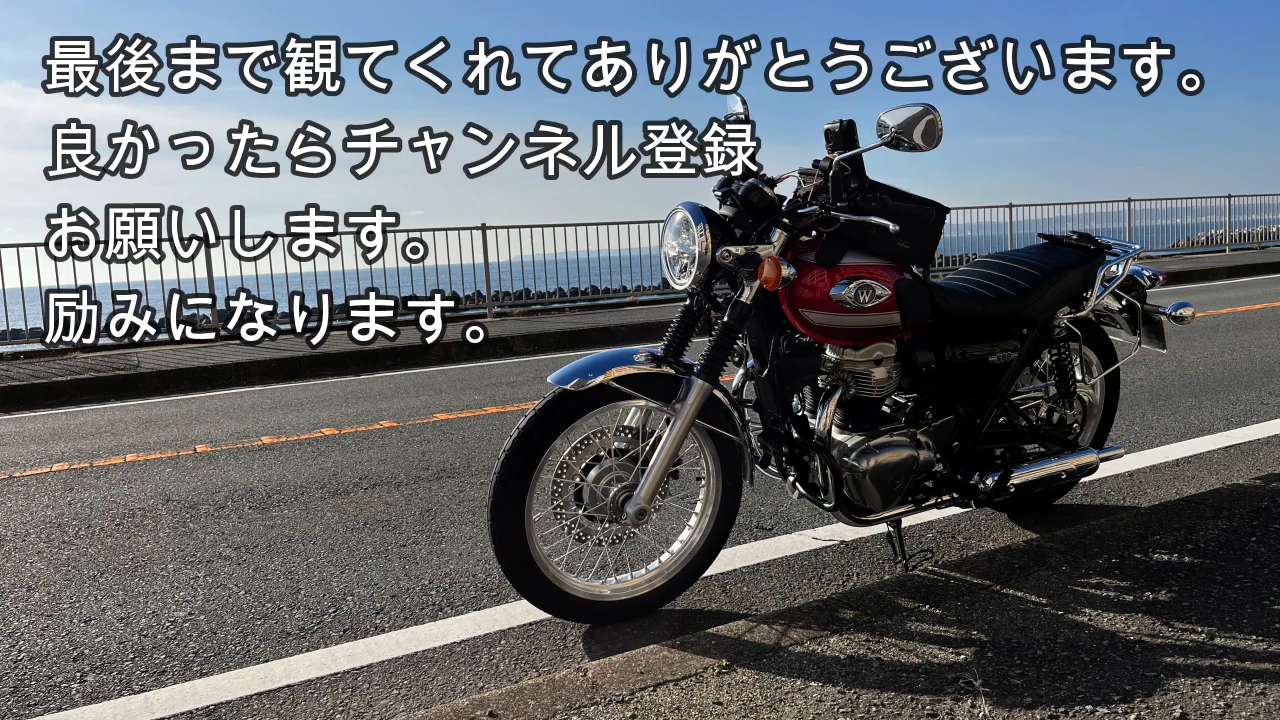 最後まで観てくれてありがとうございます。
良かったらチャンネル登録
お願いします。
励みになります。
W